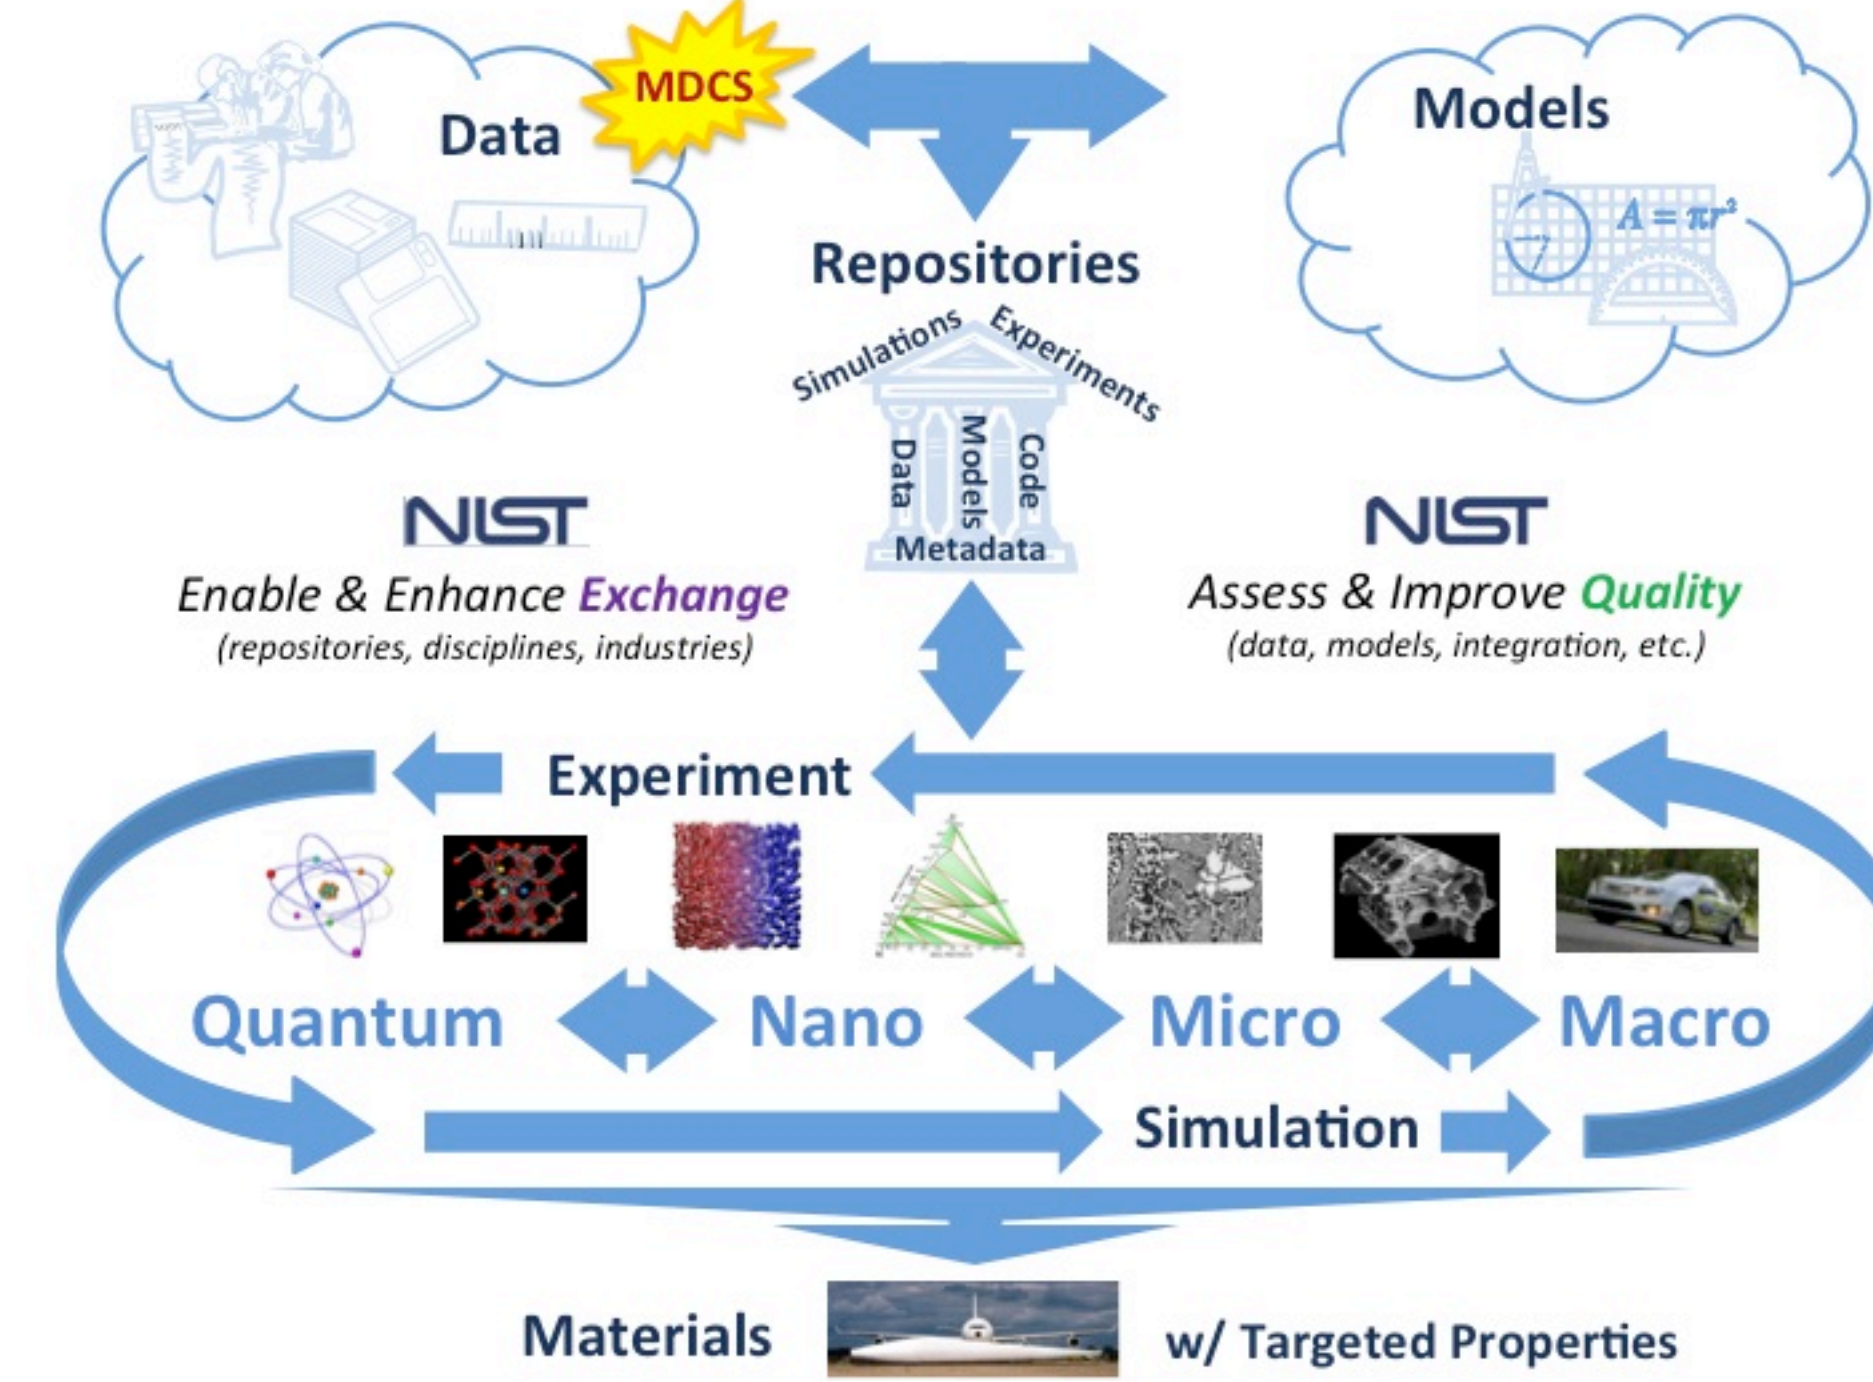 MDCS
Data
Models
A = πr²
Repositories
Simulations
Experiments
Data
Models
Code
Metadata
NIST
Enable & Enhance Exchange
(repositories, disciplines, industries)
NIST
Assess & Improve Quality
(data, models, integration, etc.)
Experiment
Quantum
Nano
Micro
Macro
Simulation
Materials
w/ Targeted Properties